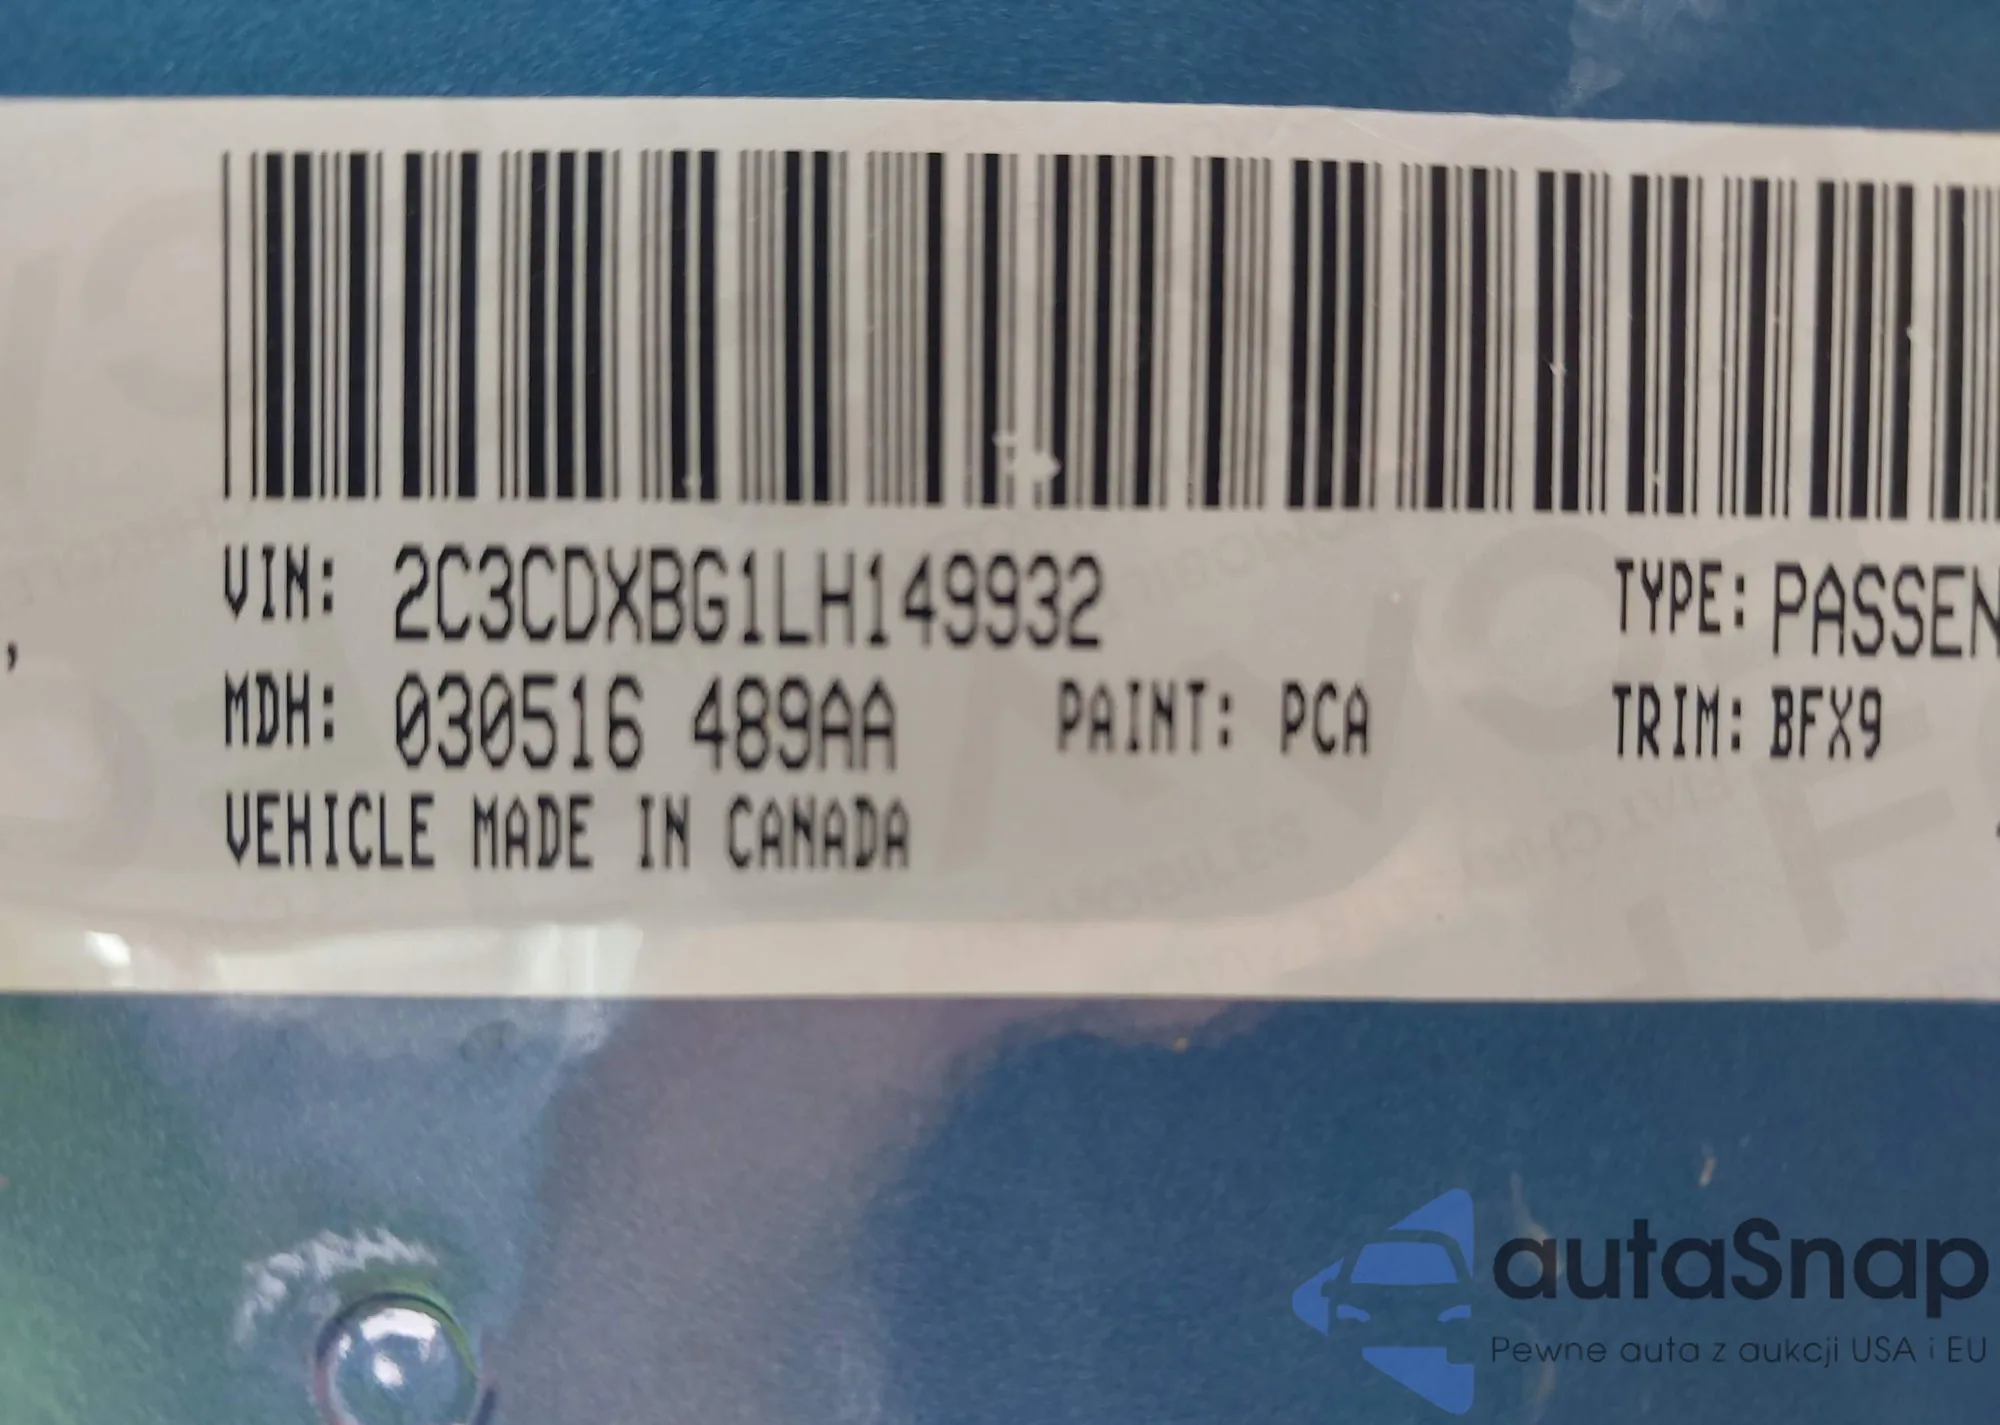 VIN: 2C3CDXBG1LH149932 TYPE: PASSEN
MDH: 030516 489AA PAINT: PCA TRIM: BFX9
VEHICLE MADE IN CANADA
autaSnap
Pewne auta z aukcji USA i EU